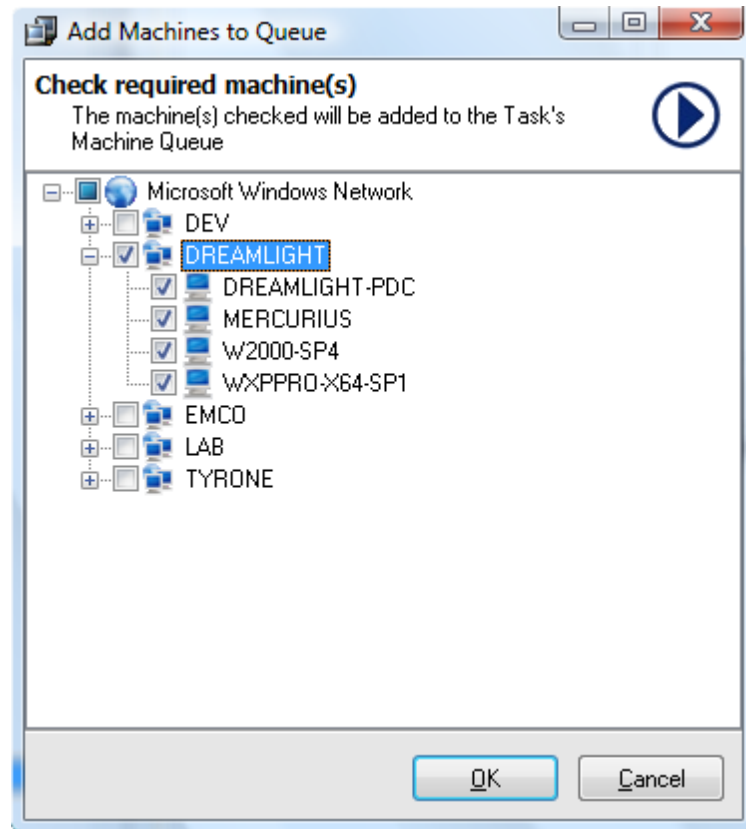 Add Machines to Queue
Check required machine(s)
The machine(s) checked will be added to the Task's
Machine Queue
Microsoft Windows Network
DEV
DREAMLIGHT
DREAMLIGHT-PDC
MERCURIUS
W2000-SP4
WXPPRO-X64-SP1
EMCO
LAB
TYRONE
OK
Cancel